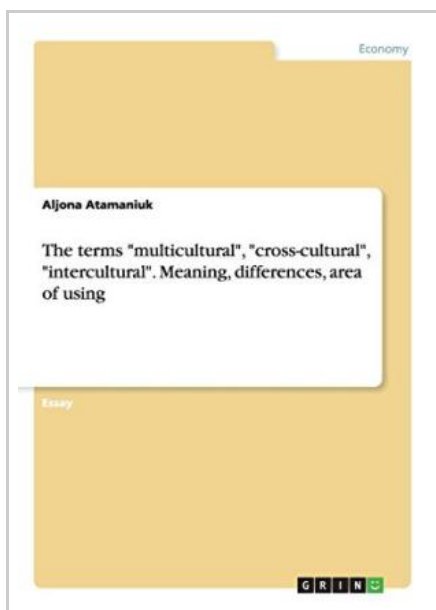 Economy
Aljona Atamaniuk
The terms "multicultural", "cross-cultural",
"intercultural". Meaning, differences, area
of using
Essay
GRIN